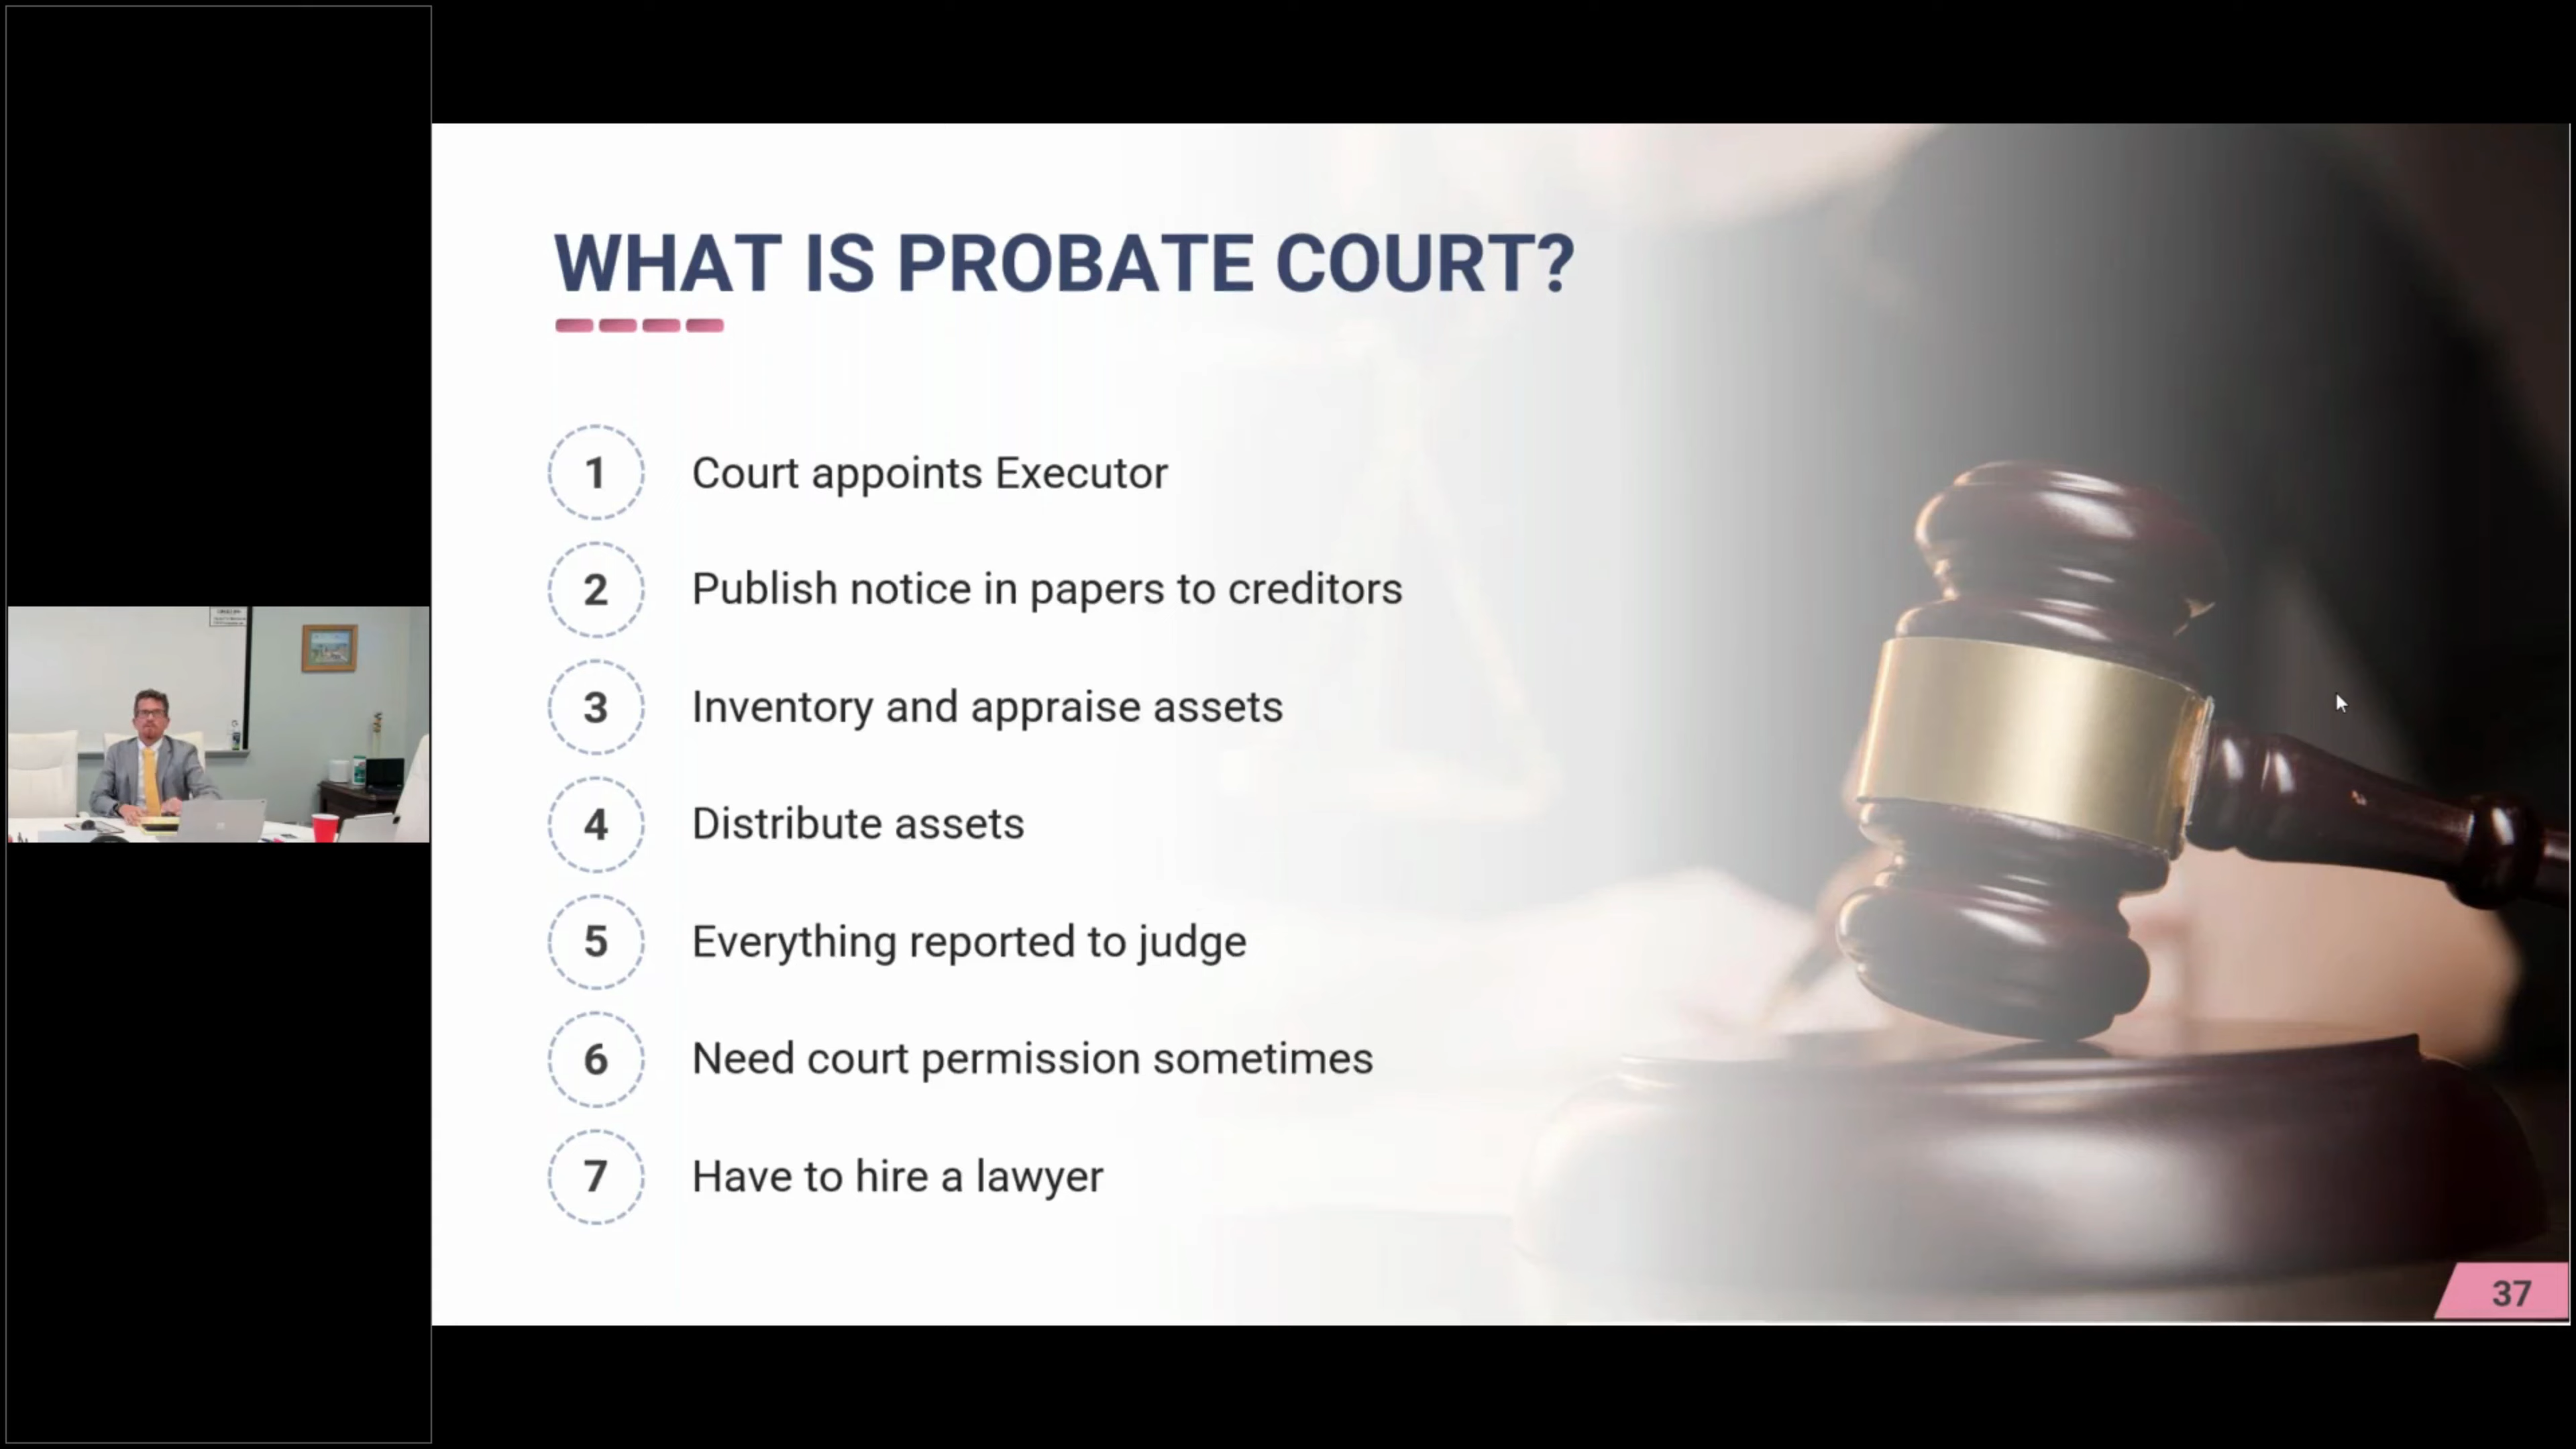 WHAT IS PROBATE COURT?
1 Court appoints Executor
2 Publish notice in papers to creditors
3 Inventory and appraise assets
4 Distribute assets
5 Everything reported to judge
6 Need court permission sometimes
7 Have to hire a lawyer
37